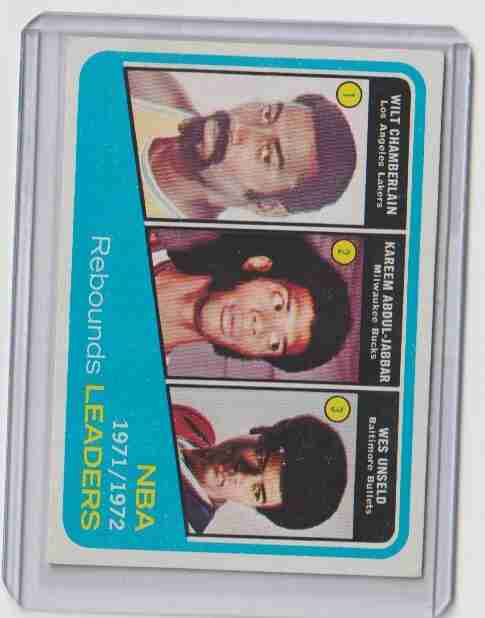 1
WILT CHAMBERLAIN
Los Angeles Lakers
2
KAREEM ABDUL-JABBAR
Milwaukee Bucks
3
WES UNSELD
Baltimore Bullets
NBA
1971/1972
Rebounds LEADERS